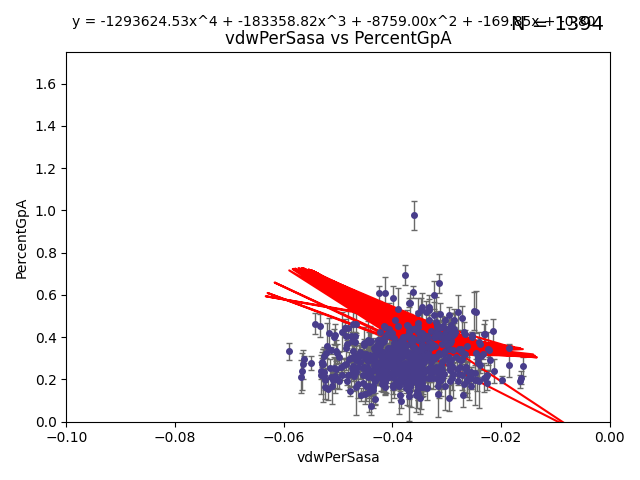 y = -1293624.53x^4 + -183358.82x^3 + -8759.00x^2 + -169.85x + -0.80
N = 1394
vdwPerSasa vs PercentGpA
PercentGpA
1.6
1.4
1.2
1.0
0.8
0.6
0.4
0.2
0.0
−0.10 −0.08 −0.06 −0.04 −0.02 0.00
vdwPerSasa